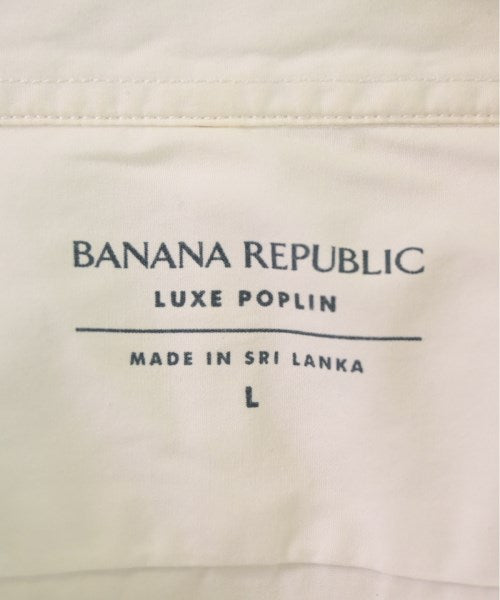 BANANA REPUBLIC
LUXE POPLIN
MADE IN SRI LANKA
L